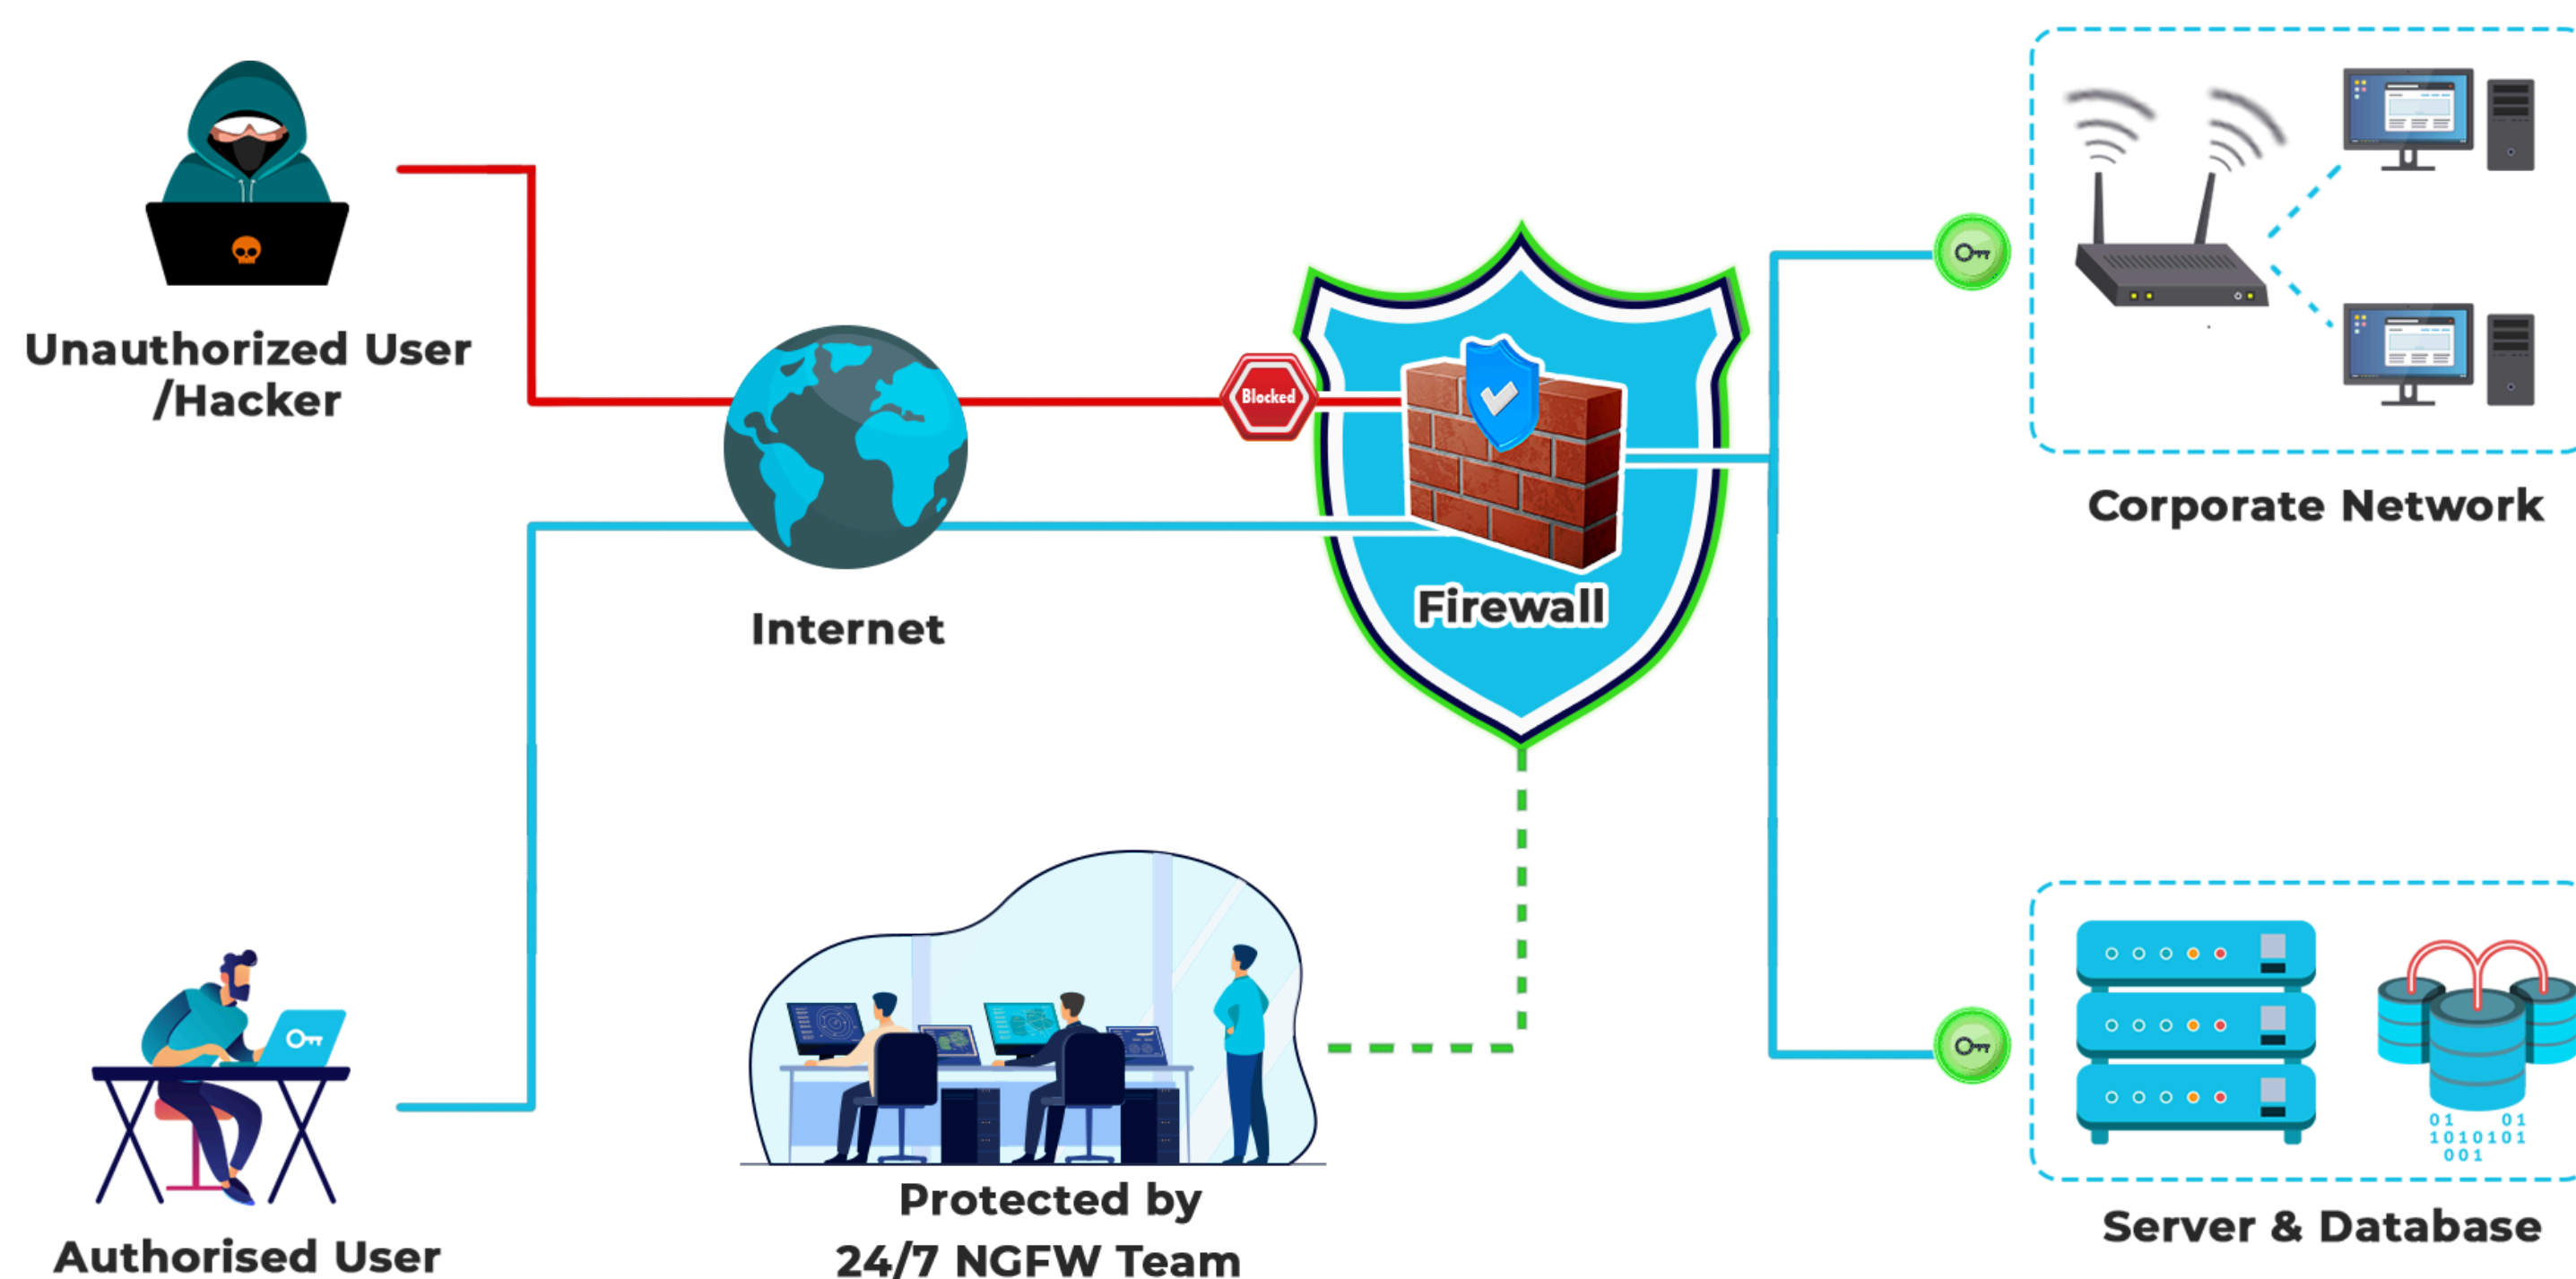 Unauthorized User
/Hacker
Internet
Blocked
Firewall
Corporate Network
Authorised User
Protected by
24/7 NGFW Team
Server & Database
01 01
1010101
001